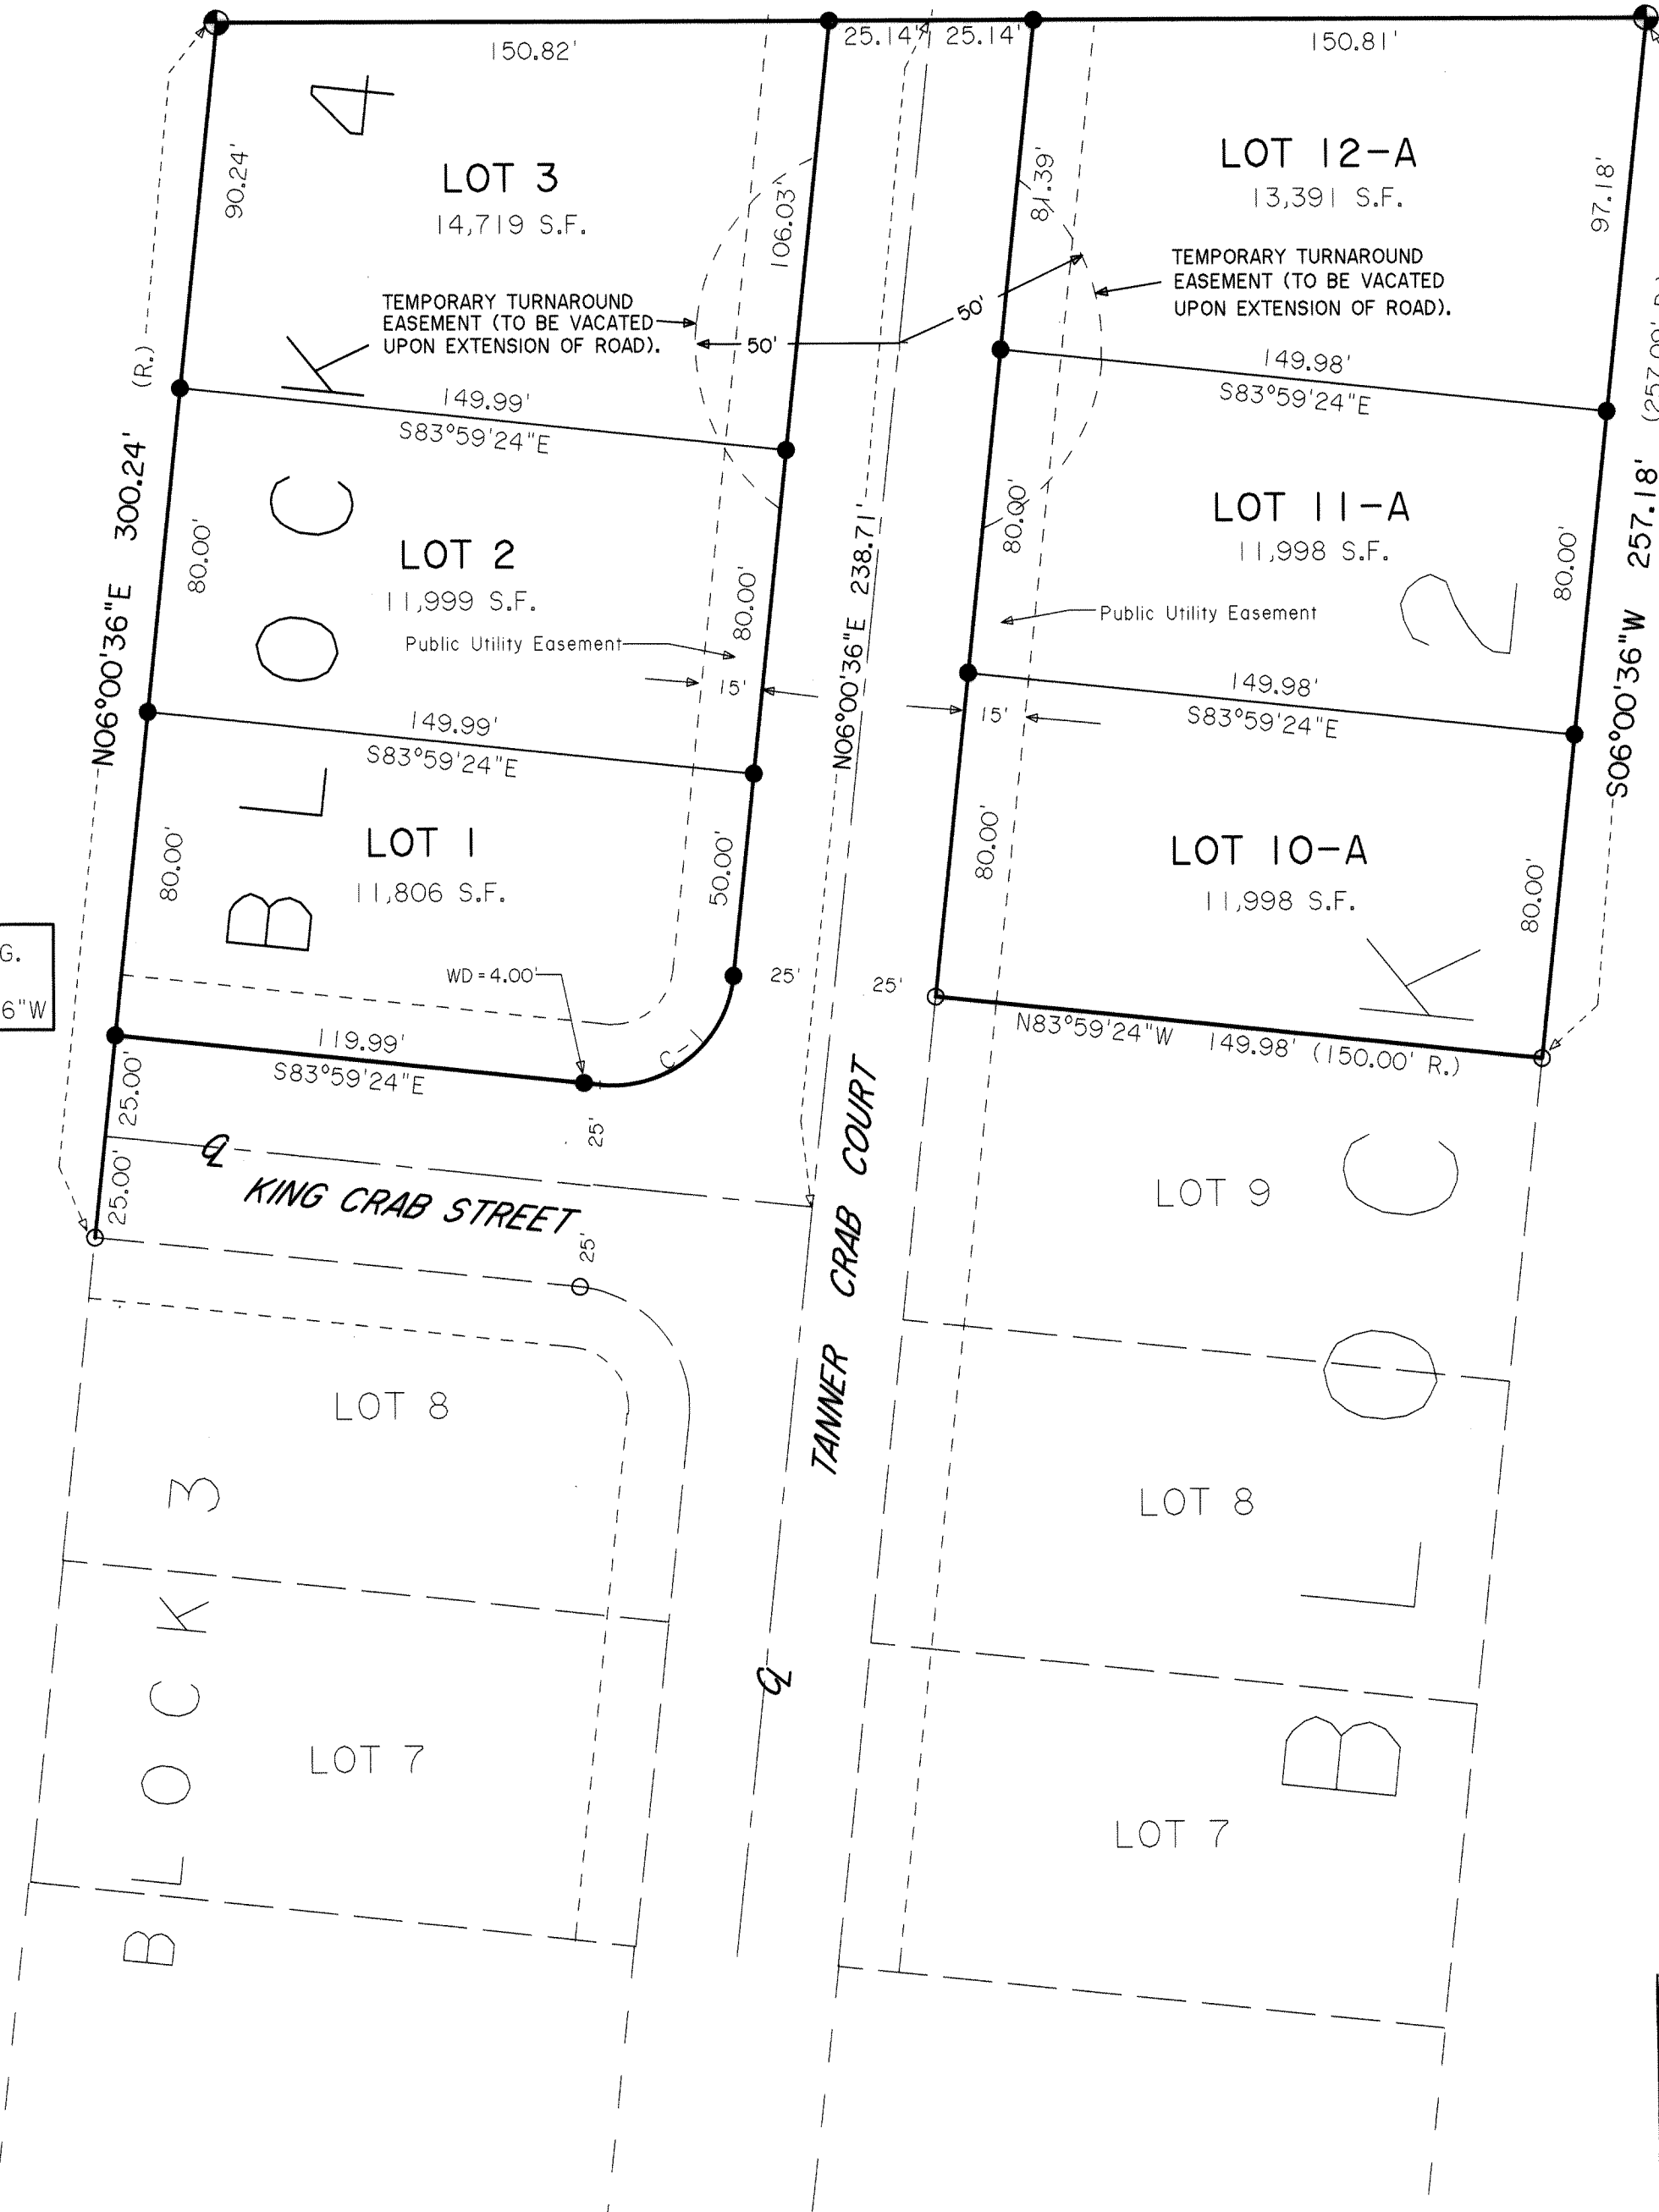 150.82'
25.14'
25.14'
150.81'
4
90.24'
LOT 3
14,719 S.F.
106.03'
81.39'
LOT 12-A
13,391 S.F.
97.18'
TEMPORARY TURNAROUND
EASEMENT (TO BE VACATED
UPON EXTENSION OF ROAD).
50'
50'
TEMPORARY TURNAROUND
EASEMENT (TO BE VACATED
UPON EXTENSION OF ROAD).
(R.)
K
149.99'
S83°59'24"E
149.98'
S83°59'24"E
N06°00'36"E 300.24'
C
80.00'
LOT 2
11,999 S.F.
Public Utility Easement
80.00'
N06°00'36"E 238.71'
80.00'
LOT 11-A
11,998 S.F.
Public Utility Easement
2
80.00'
S06°00'36"W 257.18'
O
15'
15'
149.99'
S83°59'24"E
149.98'
S83°59'24"E
L
80.00'
LOT 1
11,806 S.F.
50.00'
80.00'
LOT 10-A
11,998 S.F.
80.00'
B
G.
6"W
WD=4.00'
25'
25'
K
C-1
119.99'
S83°59'24"E
N83°59'24"W 149.98' (150.00' R.)
25.00'
25'
25.00'
KING CRAB STREET
25'
TANNER CRAB COURT
LOT 9
C
LOT 8
O
BLOCK 3
LOT 8
L
LOT 7
B
LOT 7